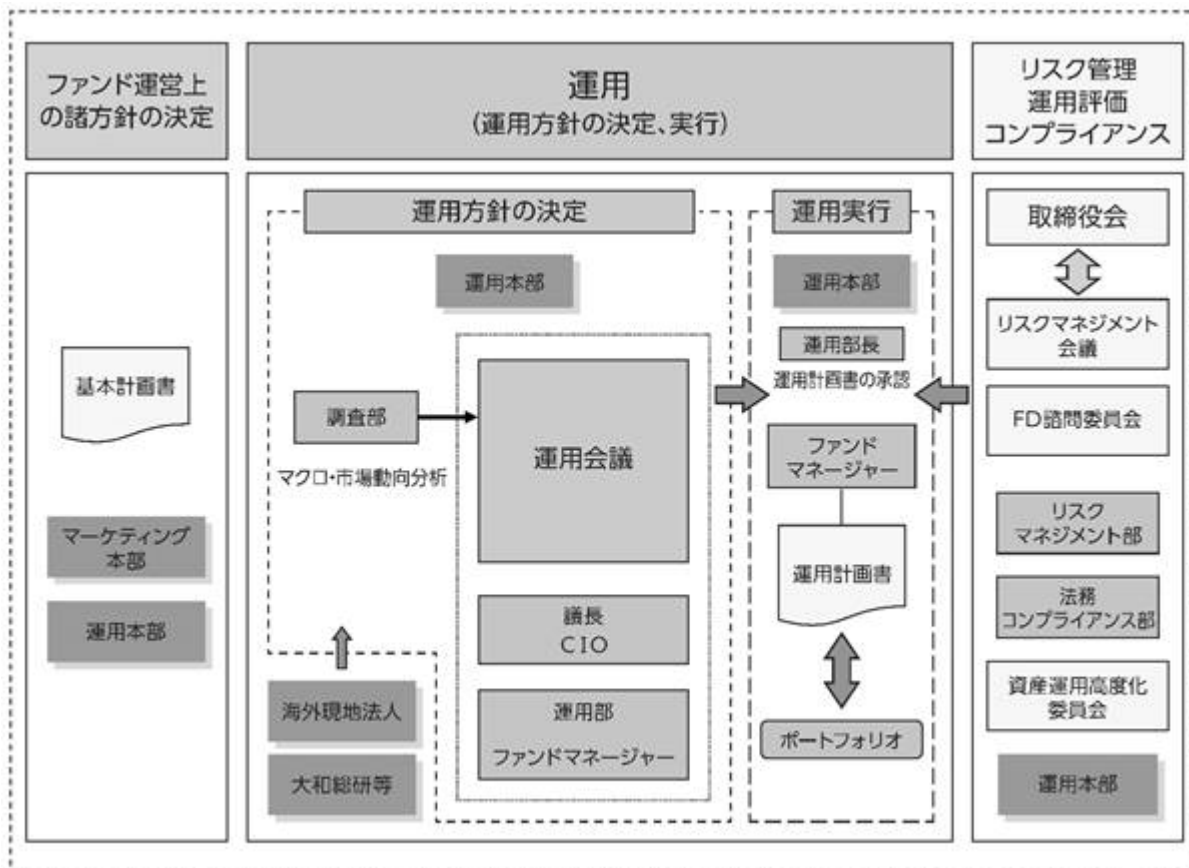 ファンド運営上
の諸方針の決定
運用
(運用方針の決定、実行)
リスク管理
運用評価
コンプライアンス
基本計画書
マーケティング
本部
運用本部
運用方針の決定
運用本部
調査部
マクロ・市場動向分析
運用会議
議長
CIO
運用部
ファンドマネージャー
海外現地法人
大和総研等
運用実行
運用本部
運用部長
運用計画書の承認
ファンド
マネージャー
運用計画書
ポートフォリオ
取締役会
リスクマネジメント
会議
FD諮問委員会
リスク
マネジメント部
法務
コンプライアンス部
資産運用高度化
委員会
運用本部